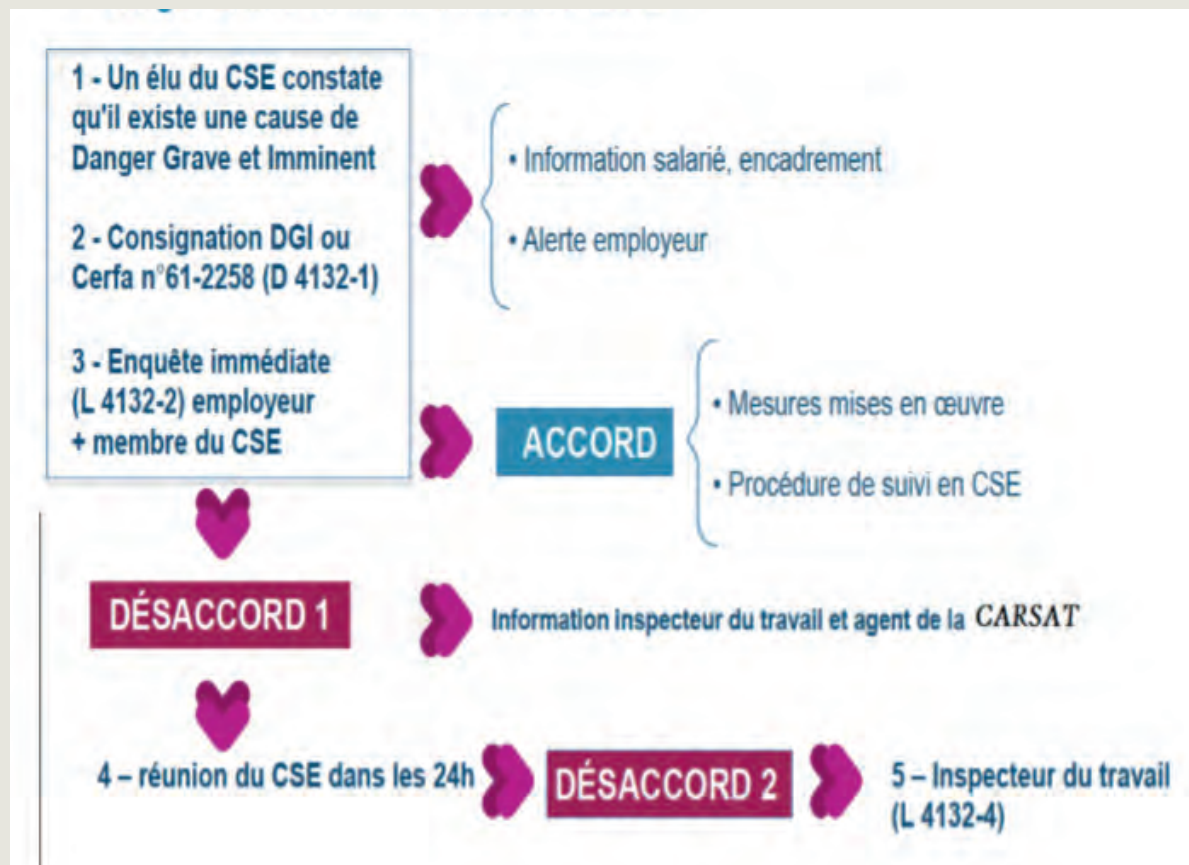 1 - Un élu du CSE constate
qu'il existe une cause de
Danger Grave et Imminent
2 - Consignation DGI ou
Cerfa n°61-2258 (D 4132-1)
3 - Enquête immédiate
(L 4132-2) employeur
+ membre du CSE
• Information salarié, encadrement
• Alerte employeur
ACCORD
• Mesures mises en œuvre
• Procédure de suivi en CSE
DÉSACCORD 1
Information inspecteur du travail et agent de la CARSAT
4 – réunion du CSE dans les 24h
DÉSACCORD 2
5 – Inspecteur du travail
(L 4132-4)